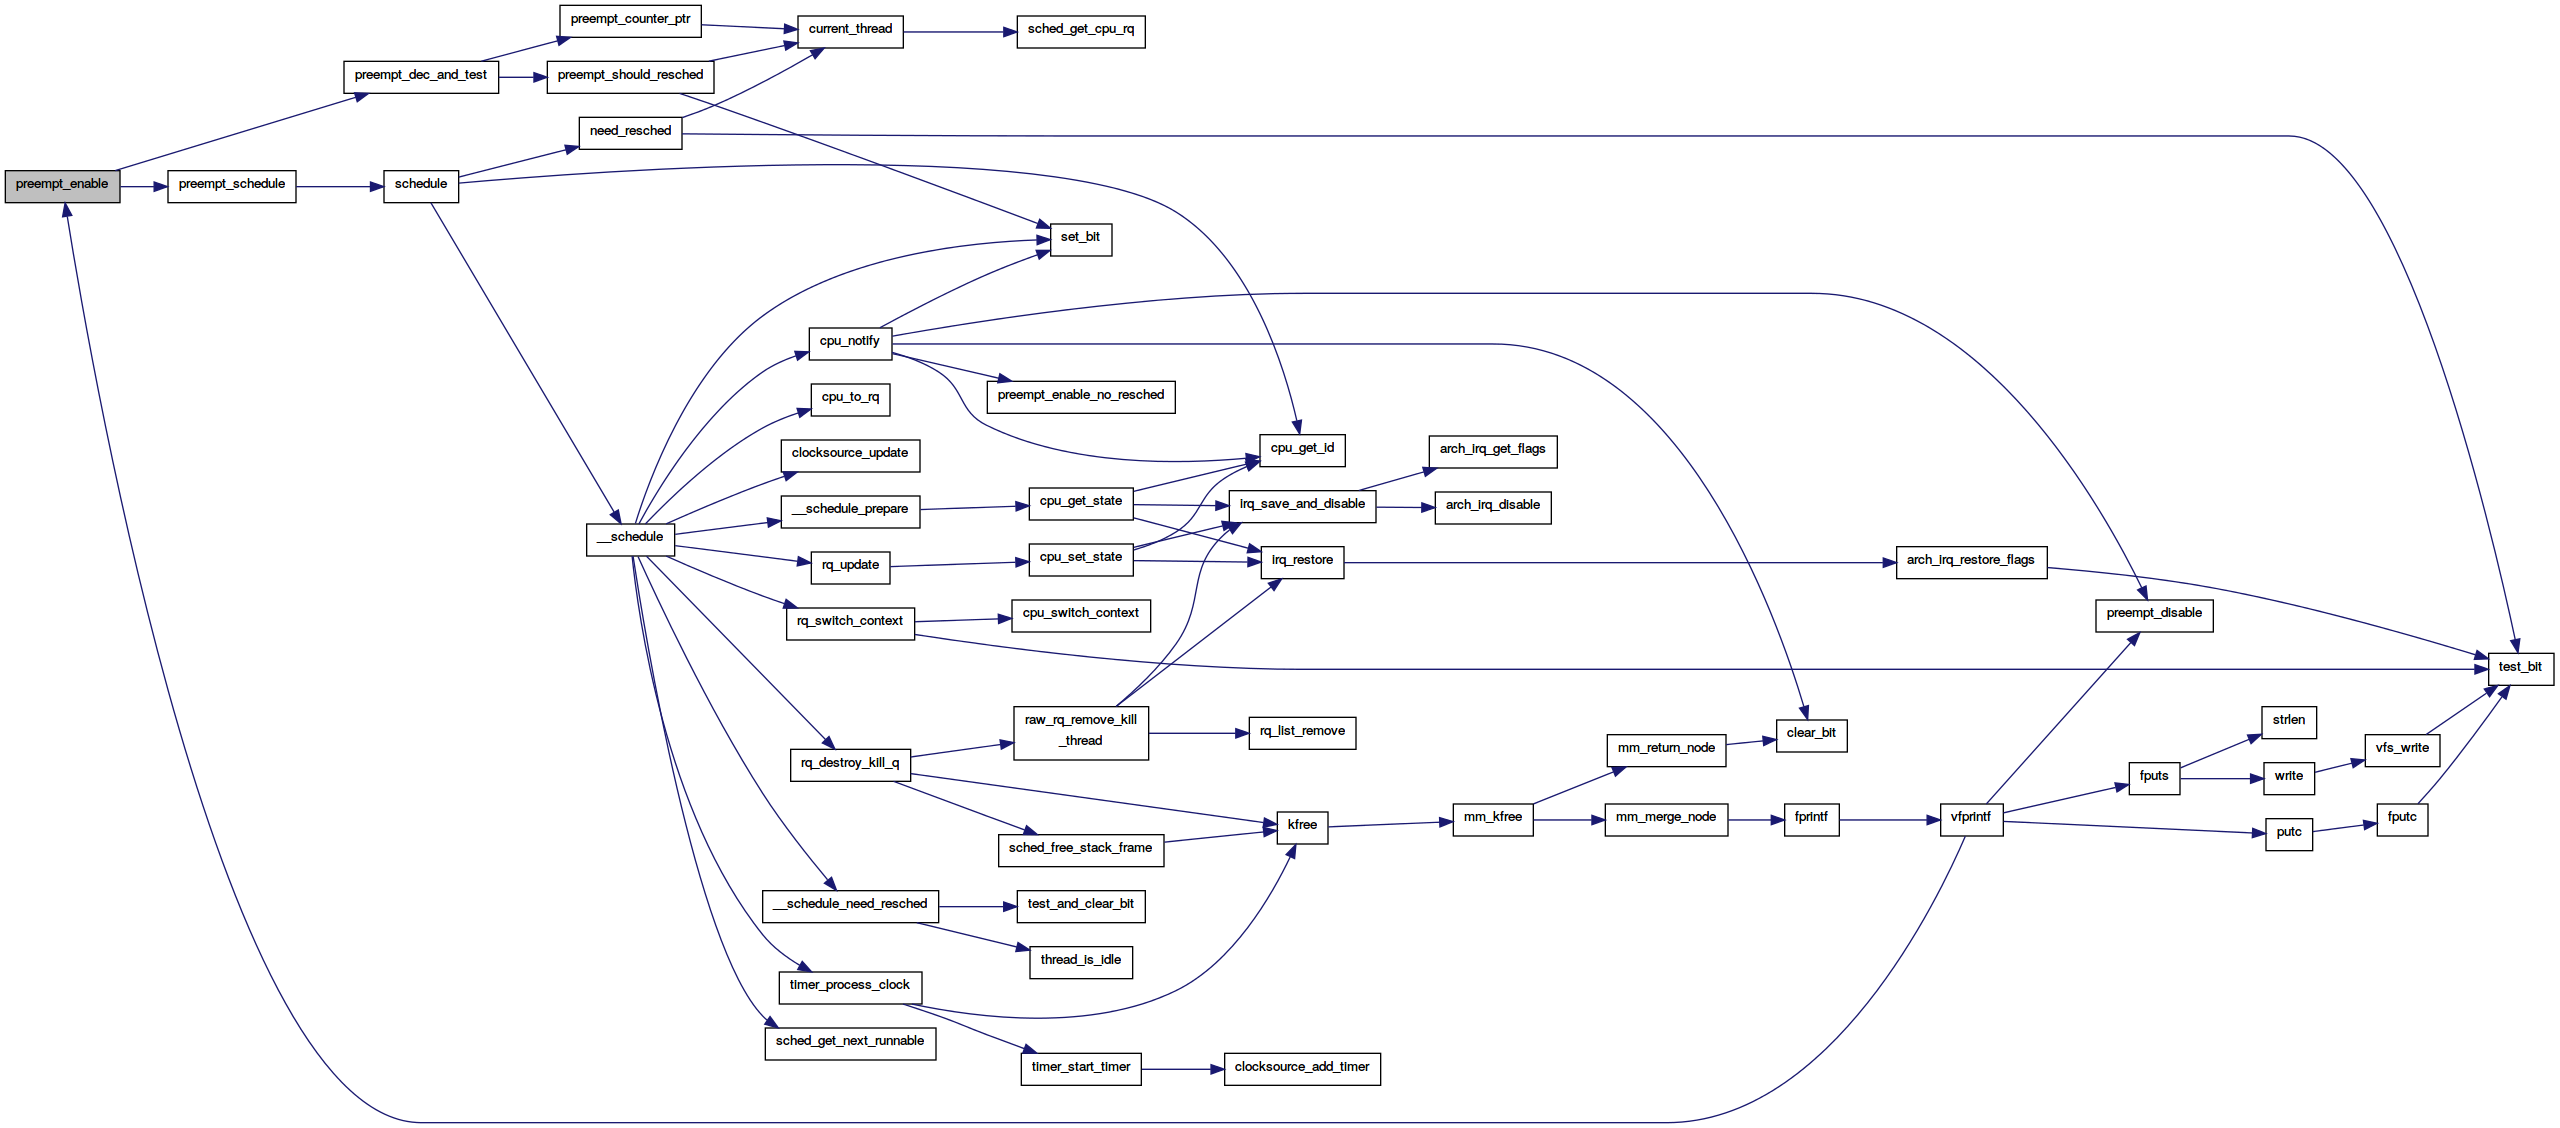 preempt_counter_ptr
current_thread
sched_get_cpu_rq
preempt_dec_and_test
preempt_should_resched
need_resched
preempt_enable
preempt_schedule
schedule
set_bit
cpu_notify
preempt_enable_no_resched
cpu_to_rq
clocksource_update
cpu_get_id
arch_irq_get_flags
__schedule_prepare
cpu_get_state
irq_save_and_disable
arch_irq_disable
__schedule
rq_update
cpu_set_state
irq_restore
arch_irq_restore_flags
rq_switch_context
cpu_switch_context
preempt_disable
test_bit
raw_rq_remove_kill
_thread
rq_list_remove
strlen
clear_bit
mm_return_node
vfs_write
rq_destroy_kill_q
fputs
write
kfree
mm_kfree
mm_merge_node
fprintf
vfprintf
fputc
putc
sched_free_stack_frame
__schedule_need_resched
test_and_clear_bit
thread_is_idle
timer_process_clock
sched_get_next_runnable
timer_start_timer
clocksource_add_timer